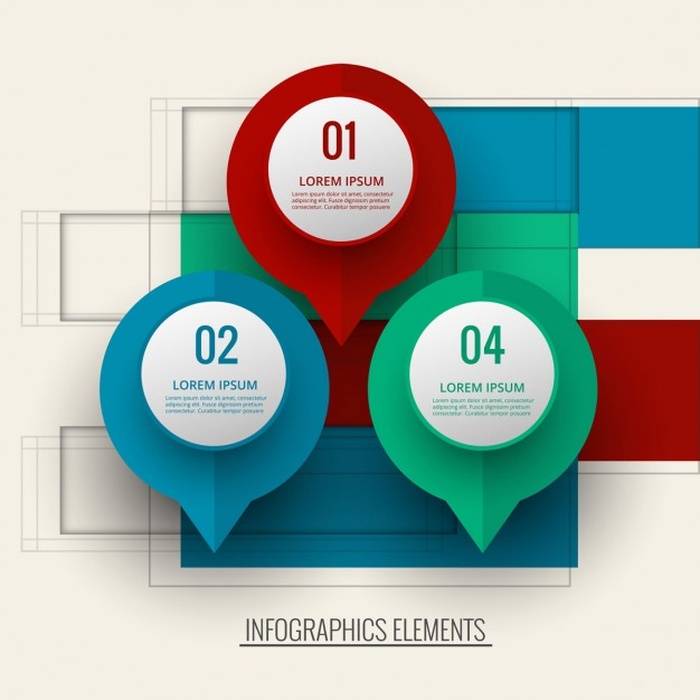 01
LOREM IPSUM
Lorem ipsum dolor sit amet, consectetur
adipiscing elit. Fusce dignissim pretium
consectetur. Curabitur tempor posuere
02
LOREM IPSUM
Lorem ipsum dolor sit amet, consectetur
adipiscing elit. Fusce dignissim pretium
consectetur. Curabitur tempor posuere
04
LOREM IPSUM
Lorem ipsum dolor sit amet, consectetur
adipiscing elit. Fusce dignissim pretium
consectetur. Curabitur tempor posuere
INFOGRAPHICS ELEMENTS